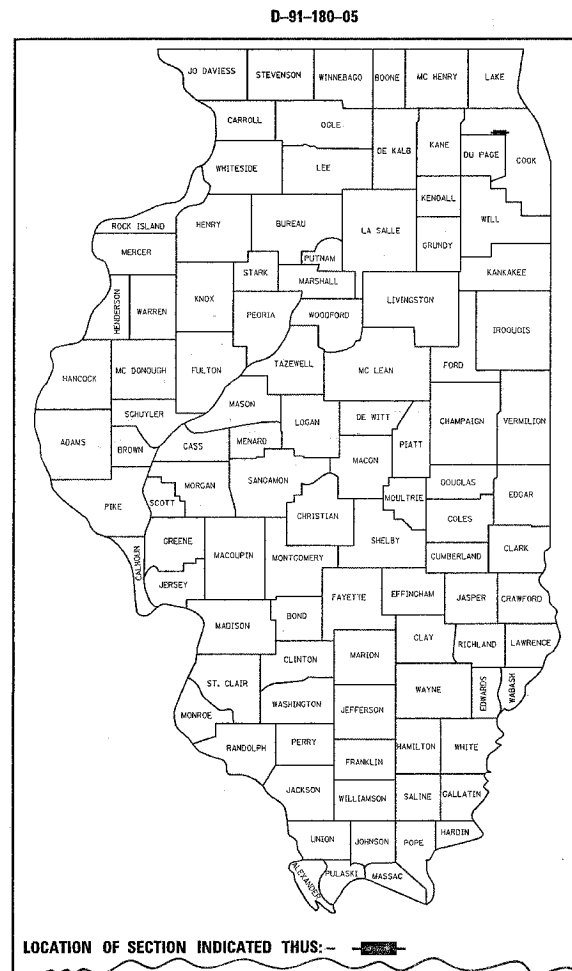 D-91-180-05
JO DAVIESS
STEVENSON
WINNEBAGO
BOONE
MC HENRY
LAKE
CARROLL
OGLE
DE KALB
KANE
DU PAGE
COOK
WHITESIDE
LEE
KENDALL
WILL
ROCK ISLAND
HENRY
BUREAU
LA SALLE
GRUNDY
MERCER
PUTNAM
KANKAKEE
STARK
MARSHALL
HENDERSON
WARREN
KNOX
PEORIA
WOODFORD
LIVINGSTON
IROQUOIS
TAZEWELL
MC LEAN
FORD
HANCOCK
MC DONOUGH
FULTON
MASON
SCHUYLER
LOGAN
DE WITT
CHAMPAIGN
VERMILION
ADAMS
BROWN
CASS
MENARD
PIATT
MACON
MORGAN
SANGAMON
MOULTRIE
DOUGLAS
EDGAR
PIKE
SCOTT
CHRISTIAN
COLES
GREENE
SHELBY
CALHOUN
MACOUPIN
MONTGOMERY
CUMBERLAND
CLARK
JERSEY
FAYETTE
EFFINGHAM
JASPER
CRAWFORD
MADISON
BOND
CLAY
RICHLAND
LAWRENCE
CLINTON
MARION
ST. CLAIR
WAYNE
EDWARDS
WABASH
WASHINGTON
JEFFERSON
MONROE
RANDOLPH
PERRY
HAMILTON
WHITE
FRANKLIN
JACKSON
WILLIAMSON
SALINE
GALLATIN
UNION
JOHNSON
POPE
HARDIN
ALEXANDER
PULASKI
MASSAC
LOCATION OF SECTION INDICATED THUS: -